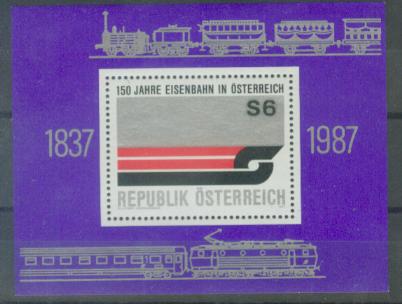 150 JAHRE EISENBAHN IN ÖSTERREICH
S6
1837
1987
REPUBLIK ÖSTERREICH